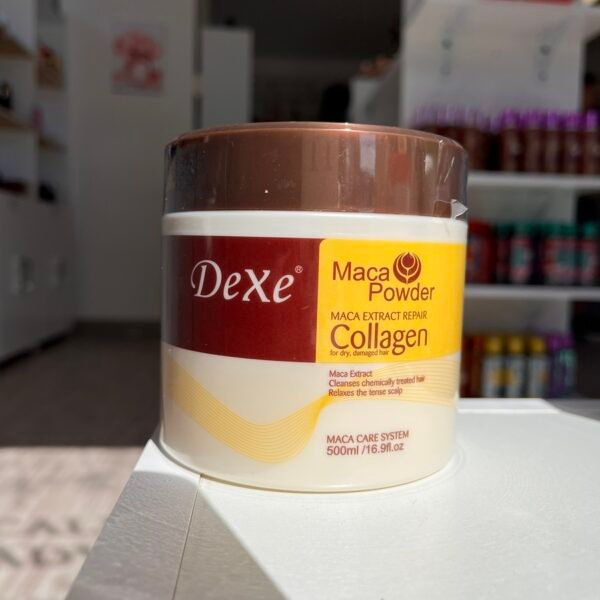 DeXe®
Maca
Powder
MACA EXTRACT REPAIR
Collagen
for dry, damaged hair
Maca Extract
Cleanses chemically treated hair
Relaxes the tense scalp
MACA CARE SYSTEM
500ml /16.9fl.oz